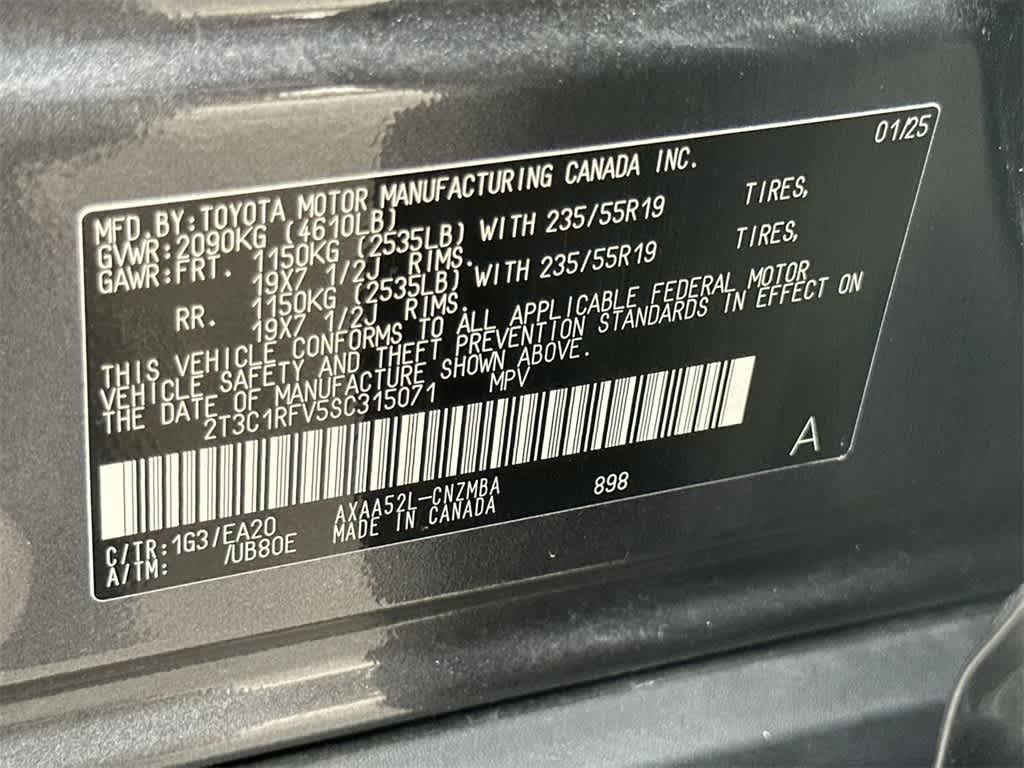 01/25
MFD.BY:TOYOTA MOTOR MANUFACTURING CANADA INC.
GVWR:2090KG (4610LB)
GAWR:FRT. 1150KG (2535LB) WITH 235/55R19 TIRES,
19X7 1/2J RIMS.
RR. 1150KG (2535LB) WITH 235/55R19 TIRES,
19X7 1/2J RIMS.
THIS VEHICLE CONFORMS TO ALL APPLICABLE FEDERAL MOTOR
VEHICLE SAFETY AND THEFT PREVENTION STANDARDS IN EFFECT ON
THE DATE OF MANUFACTURE SHOWN ABOVE.
2T3C1RFV5SC315071 MPV
A
C/TR:1G3/EA20 AXAA52L-CNZMBA 898
A/TM: /UB80E MADE IN CANADA